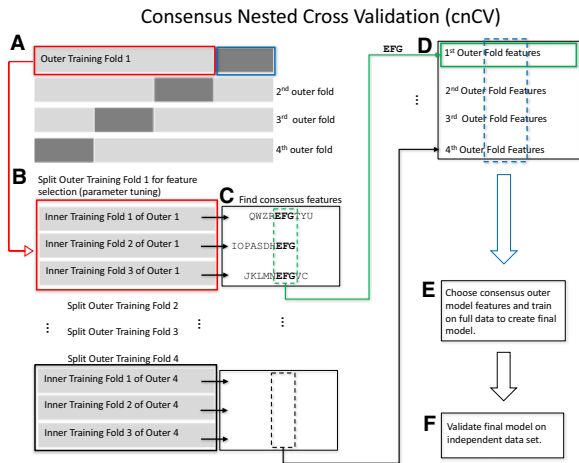 Consensus Nested Cross Validation (cnCV)
A
Outer Training Fold 1
2nd outer fold
3rd outer fold
4th outer fold
B
Split Outer Training Fold 1 for feature
selection (parameter tuning)
Inner Training Fold 1 of Outer 1
Inner Training Fold 2 of Outer 1
Inner Training Fold 3 of Outer 1
C
Find consensus features
QWZREFGTYU
IOPASDHEFG
JKLMNEFGVC
Split Outer Training Fold 2
Split Outer Training Fold 3
Split Outer Training Fold 4
Inner Training Fold 1 of Outer 4
Inner Training Fold 2 of Outer 4
Inner Training Fold 3 of Outer 4
EFG
D
1st Outer Fold features
2nd Outer Fold Features
3rd Outer Fold Features
4th Outer Fold Features
E
Choose consensus outer
model features and train
on full data to create final
model.
F
Validate final model on
independent data set.